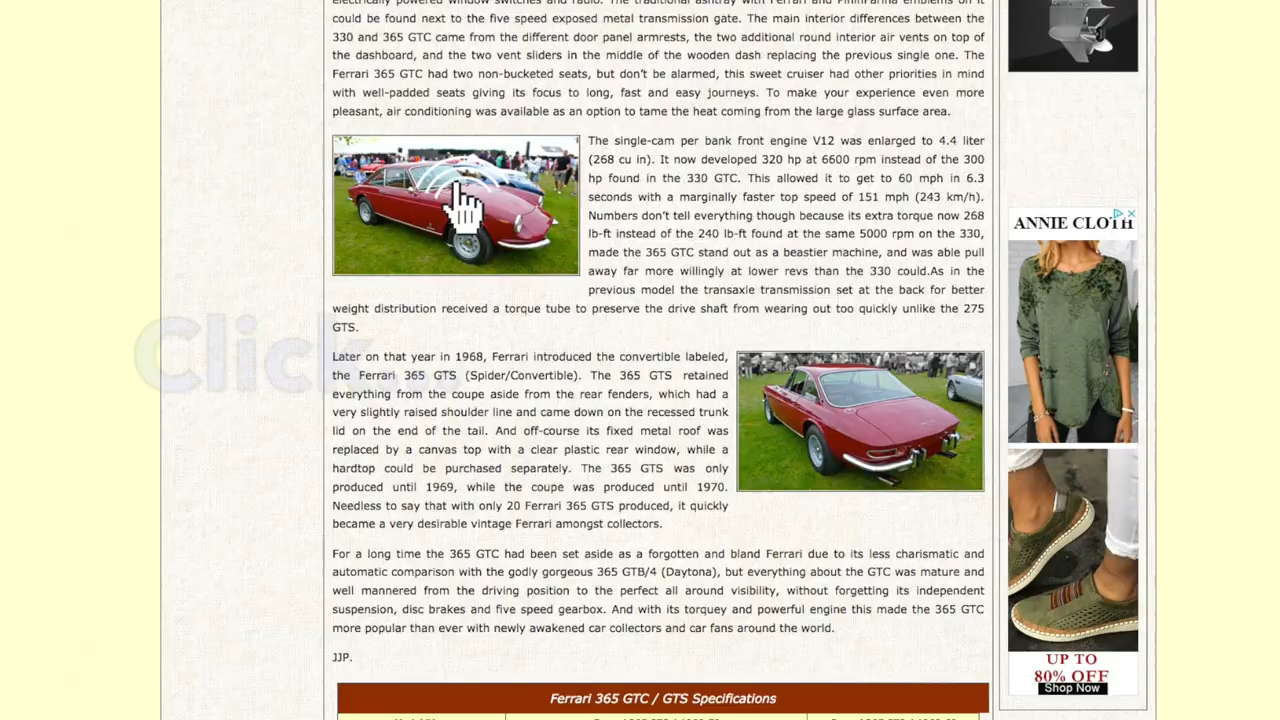 electrically powered window switches and radio. The traditional ashtray with Ferrari and Pininfarina emblems on it
could be found next to the five speed exposed metal transmission gate. The main interior differences between the
330 and 365 GTC came from the different door panel armrests, the two additional round interior air vents on top of
the dashboard, and the two vent sliders in the middle of the wooden dash replacing the previous single one. The
Ferrari 365 GTC had two non-bucketed seats, but don't be alarmed, this sweet cruiser had other priorities in mind
with well-padded seats giving its focus to long, fast and easy journeys. To make your experience even more
pleasant, air conditioning was available as an option to tame the heat coming from the large glass surface area.
The single-cam per bank front engine V12 was enlarged to 4.4 liter
(268 cu in). It now developed 320 hp at 6600 rpm instead of the 300
hp found in the 330 GTC. This allowed it to get to 60 mph in 6.3
seconds with a marginally faster top speed of 151 mph (243 km/h).
Numbers don't tell everything though because its extra torque now 268
lb-ft instead of the 240 lb-ft found at the same 5000 rpm on the 330,
made the 365 GTC stand out as a beastier machine, and was able pull
away far more willingly at lower revs than the 330 could.As in the
previous model the transaxle transmission set at the back for better
weight distribution received a torque tube to preserve the drive shaft from wearing out too quickly unlike the 275
GTS.
Click...
Later on that year in 1968, Ferrari introduced the convertible labeled,
the Ferrari 365 GTS (Spider/Convertible). The 365 GTS retained
everything from the coupe aside from the rear fenders, which had a
very slightly raised shoulder line and came down on the recessed trunk
lid on the end of the tail. And off-course its fixed metal roof was
replaced by a canvas top with a clear plastic rear window, while a
hardtop could be purchased separately. The 365 GTS was only
produced until 1969, while the coupe was produced until 1970.
Needless to say that with only 20 Ferrari 365 GTS produced, it quickly
became a very desirable vintage Ferrari amongst collectors.
For a long time the 365 GTC had been set aside as a forgotten and bland Ferrari due to its less charismatic and
automatic comparison with the godly gorgeous 365 GTB/4 (Daytona), but everything about the GTC was mature and
well mannered from the driving position to the perfect all around visibility, without forgetting its independent
suspension, disc brakes and five speed gearbox. And with its torquey and powerful engine this made the 365 GTC
more popular than ever with newly awakened car collectors and car fans around the world.
JJP.
Ferrari 365 GTC / GTS Specifications
ANNIE CLOTH
UP TO
80% OFF
Shop Now